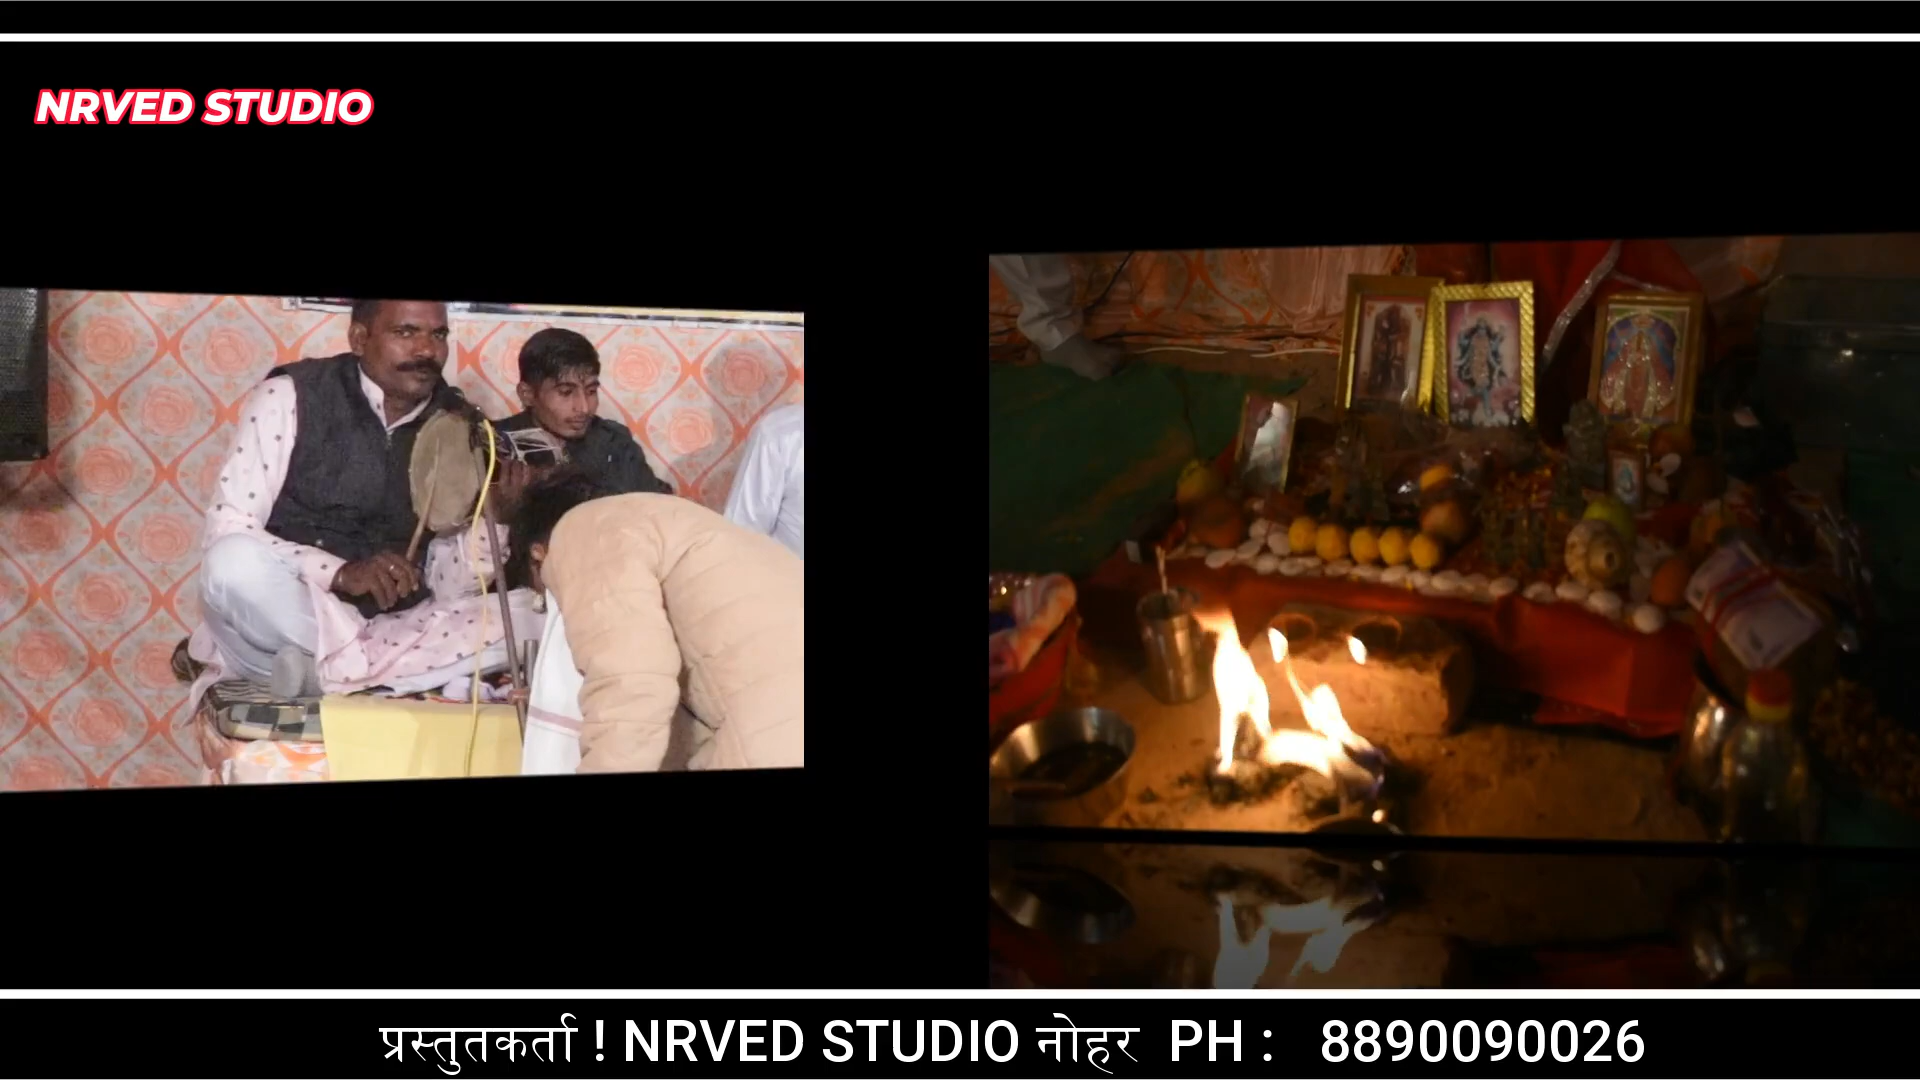 NRVED STUDIO
प्रस्तुतकर्ता ! NRVED STUDIO नोहर PH : 8890090026